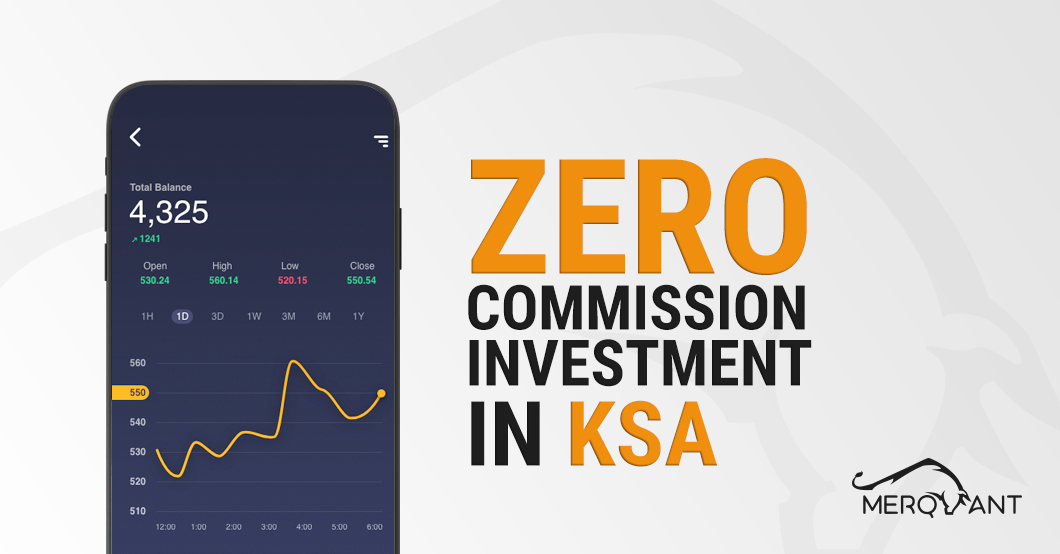 Total Balance
4,325
↗ 1241
Open High Low Close
530.24 560.14 520.15 550.54
1H 1D 3D 1W 3M 6M 1Y
560
550
540
530
520
510
12:00 1:00 2:00 3:00 4:00 5:00 6:00
ZERO
COMMISSION
INVESTMENT
IN KSA
MERQVANT